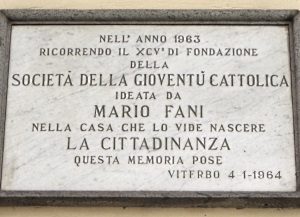 NELL' ANNO 1963
RICORRENDO IL XCV° DI FONDAZIONE
DELLA
SOCIETÀ DELLA GIOVENTÙ CATTOLICA
IDEATA DA
MARIO FANI
NELLA CASA CHE LO VIDE NASCERE
LA CITTADINANZA
QUESTA MEMORIA POSE
VITERBO 4-1-1964